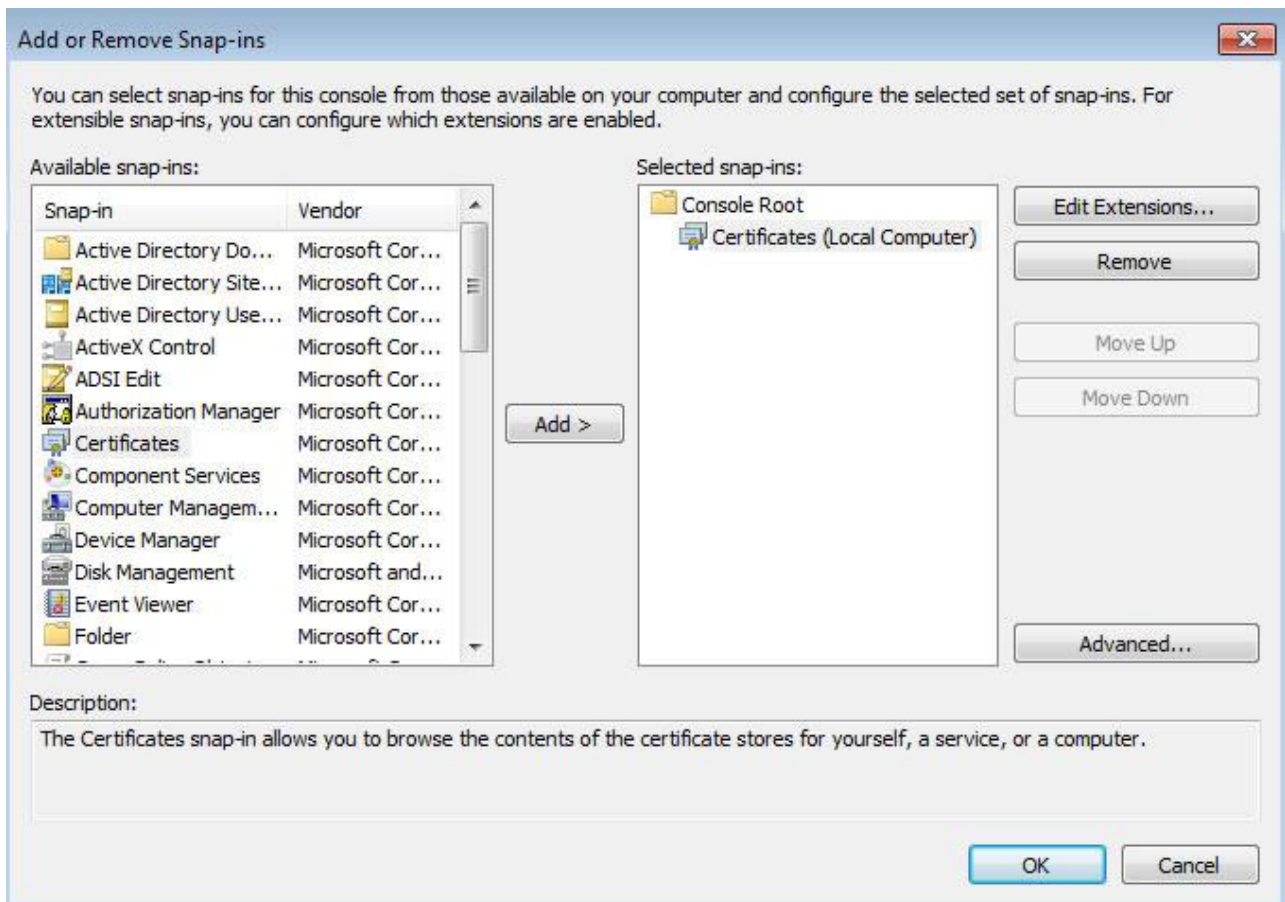 Add or Remove Snap-ins
You can select snap-ins for this console from those available on your computer and configure the selected set of snap-ins. For
extensible snap-ins, you can configure which extensions are enabled.
Available snap-ins:
Snap-in Vendor
Active Directory Do... Microsoft Cor...
Active Directory Site... Microsoft Cor...
Active Directory Use... Microsoft Cor...
ActiveX Control Microsoft Cor...
ADSI Edit Microsoft Cor...
Authorization Manager Microsoft Cor...
Certificates Microsoft Cor...
Component Services Microsoft Cor...
Computer Managem... Microsoft Cor...
Device Manager Microsoft Cor...
Disk Management Microsoft and...
Event Viewer Microsoft Cor...
Folder Microsoft Cor...
Add >
Selected snap-ins:
Console Root
Certificates (Local Computer)
Edit Extensions...
Remove
Move Up
Move Down
Advanced...
Description:
The Certificates snap-in allows you to browse the contents of the certificate stores for yourself, a service, or a computer.
OK Cancel